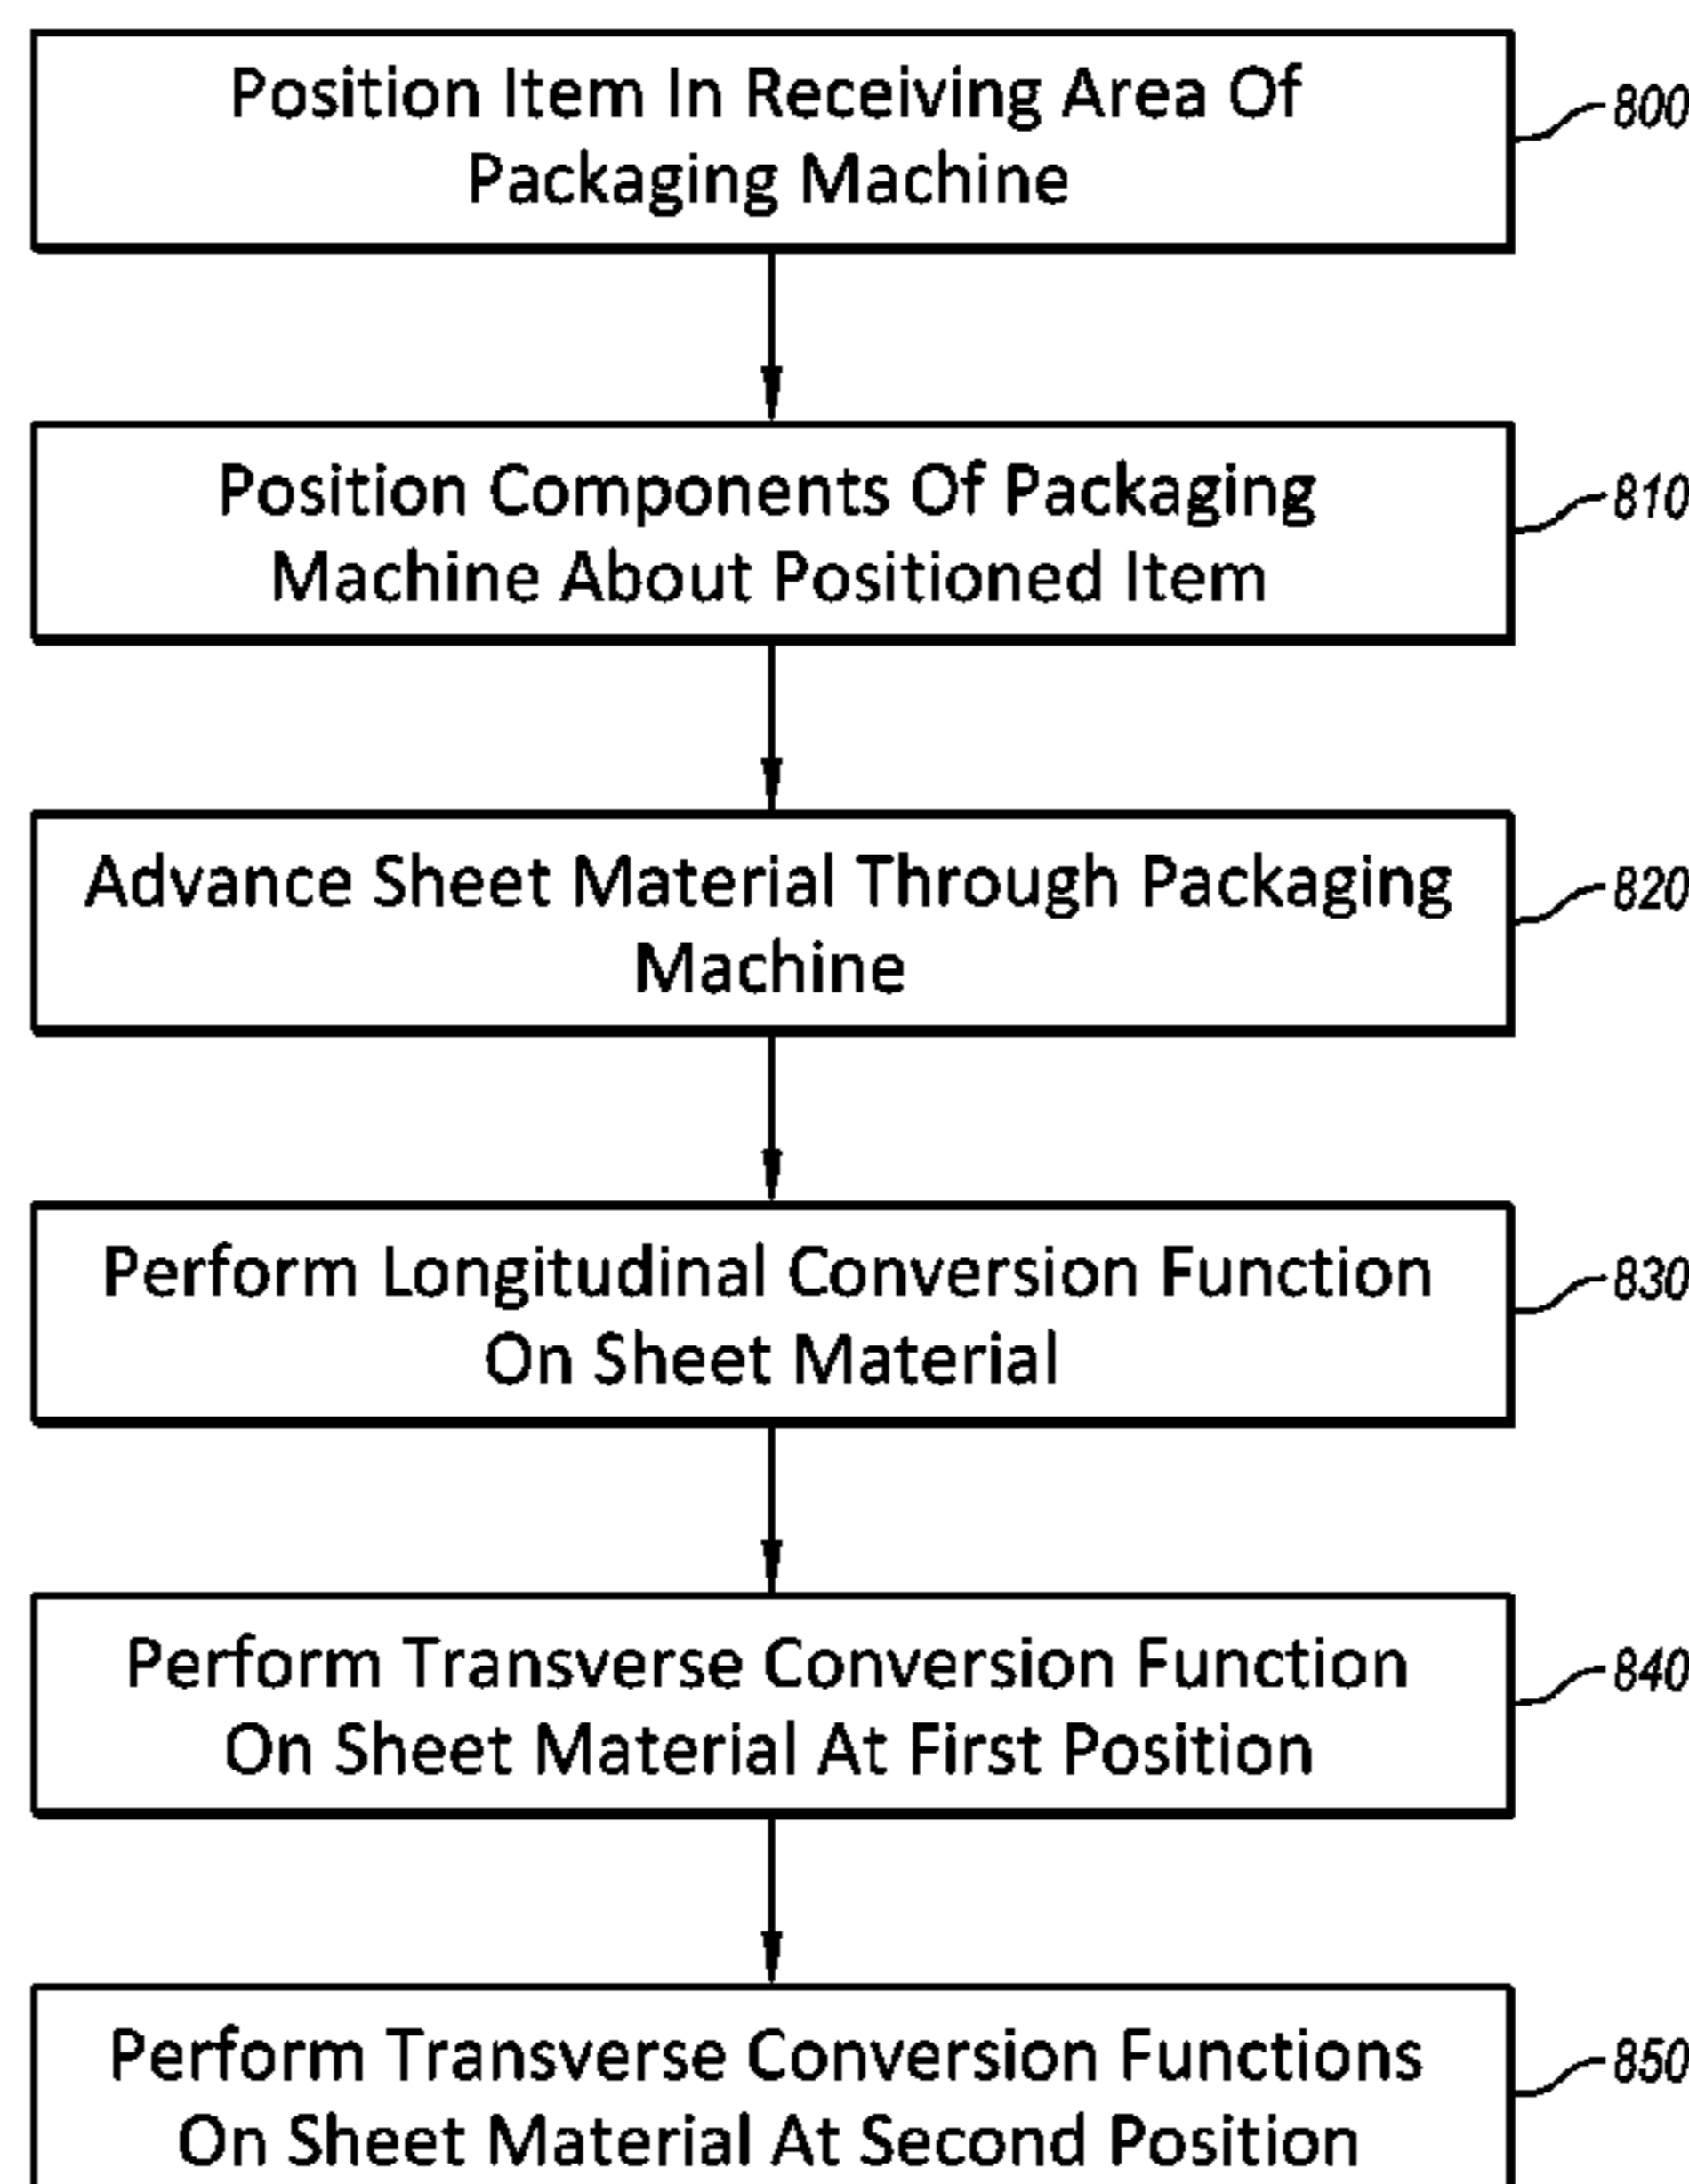 Position Item In Receiving Area Of
Packaging Machine
800
Position Components Of Packaging
Machine About Positioned Item
810
Advance Sheet Material Through Packaging
Machine
820
Perform Longitudinal Conversion Function
On Sheet Material
830
Perform Transverse Conversion Function
On Sheet Material At First Position
840
Perform Transverse Conversion Functions
On Sheet Material At Second Position
850